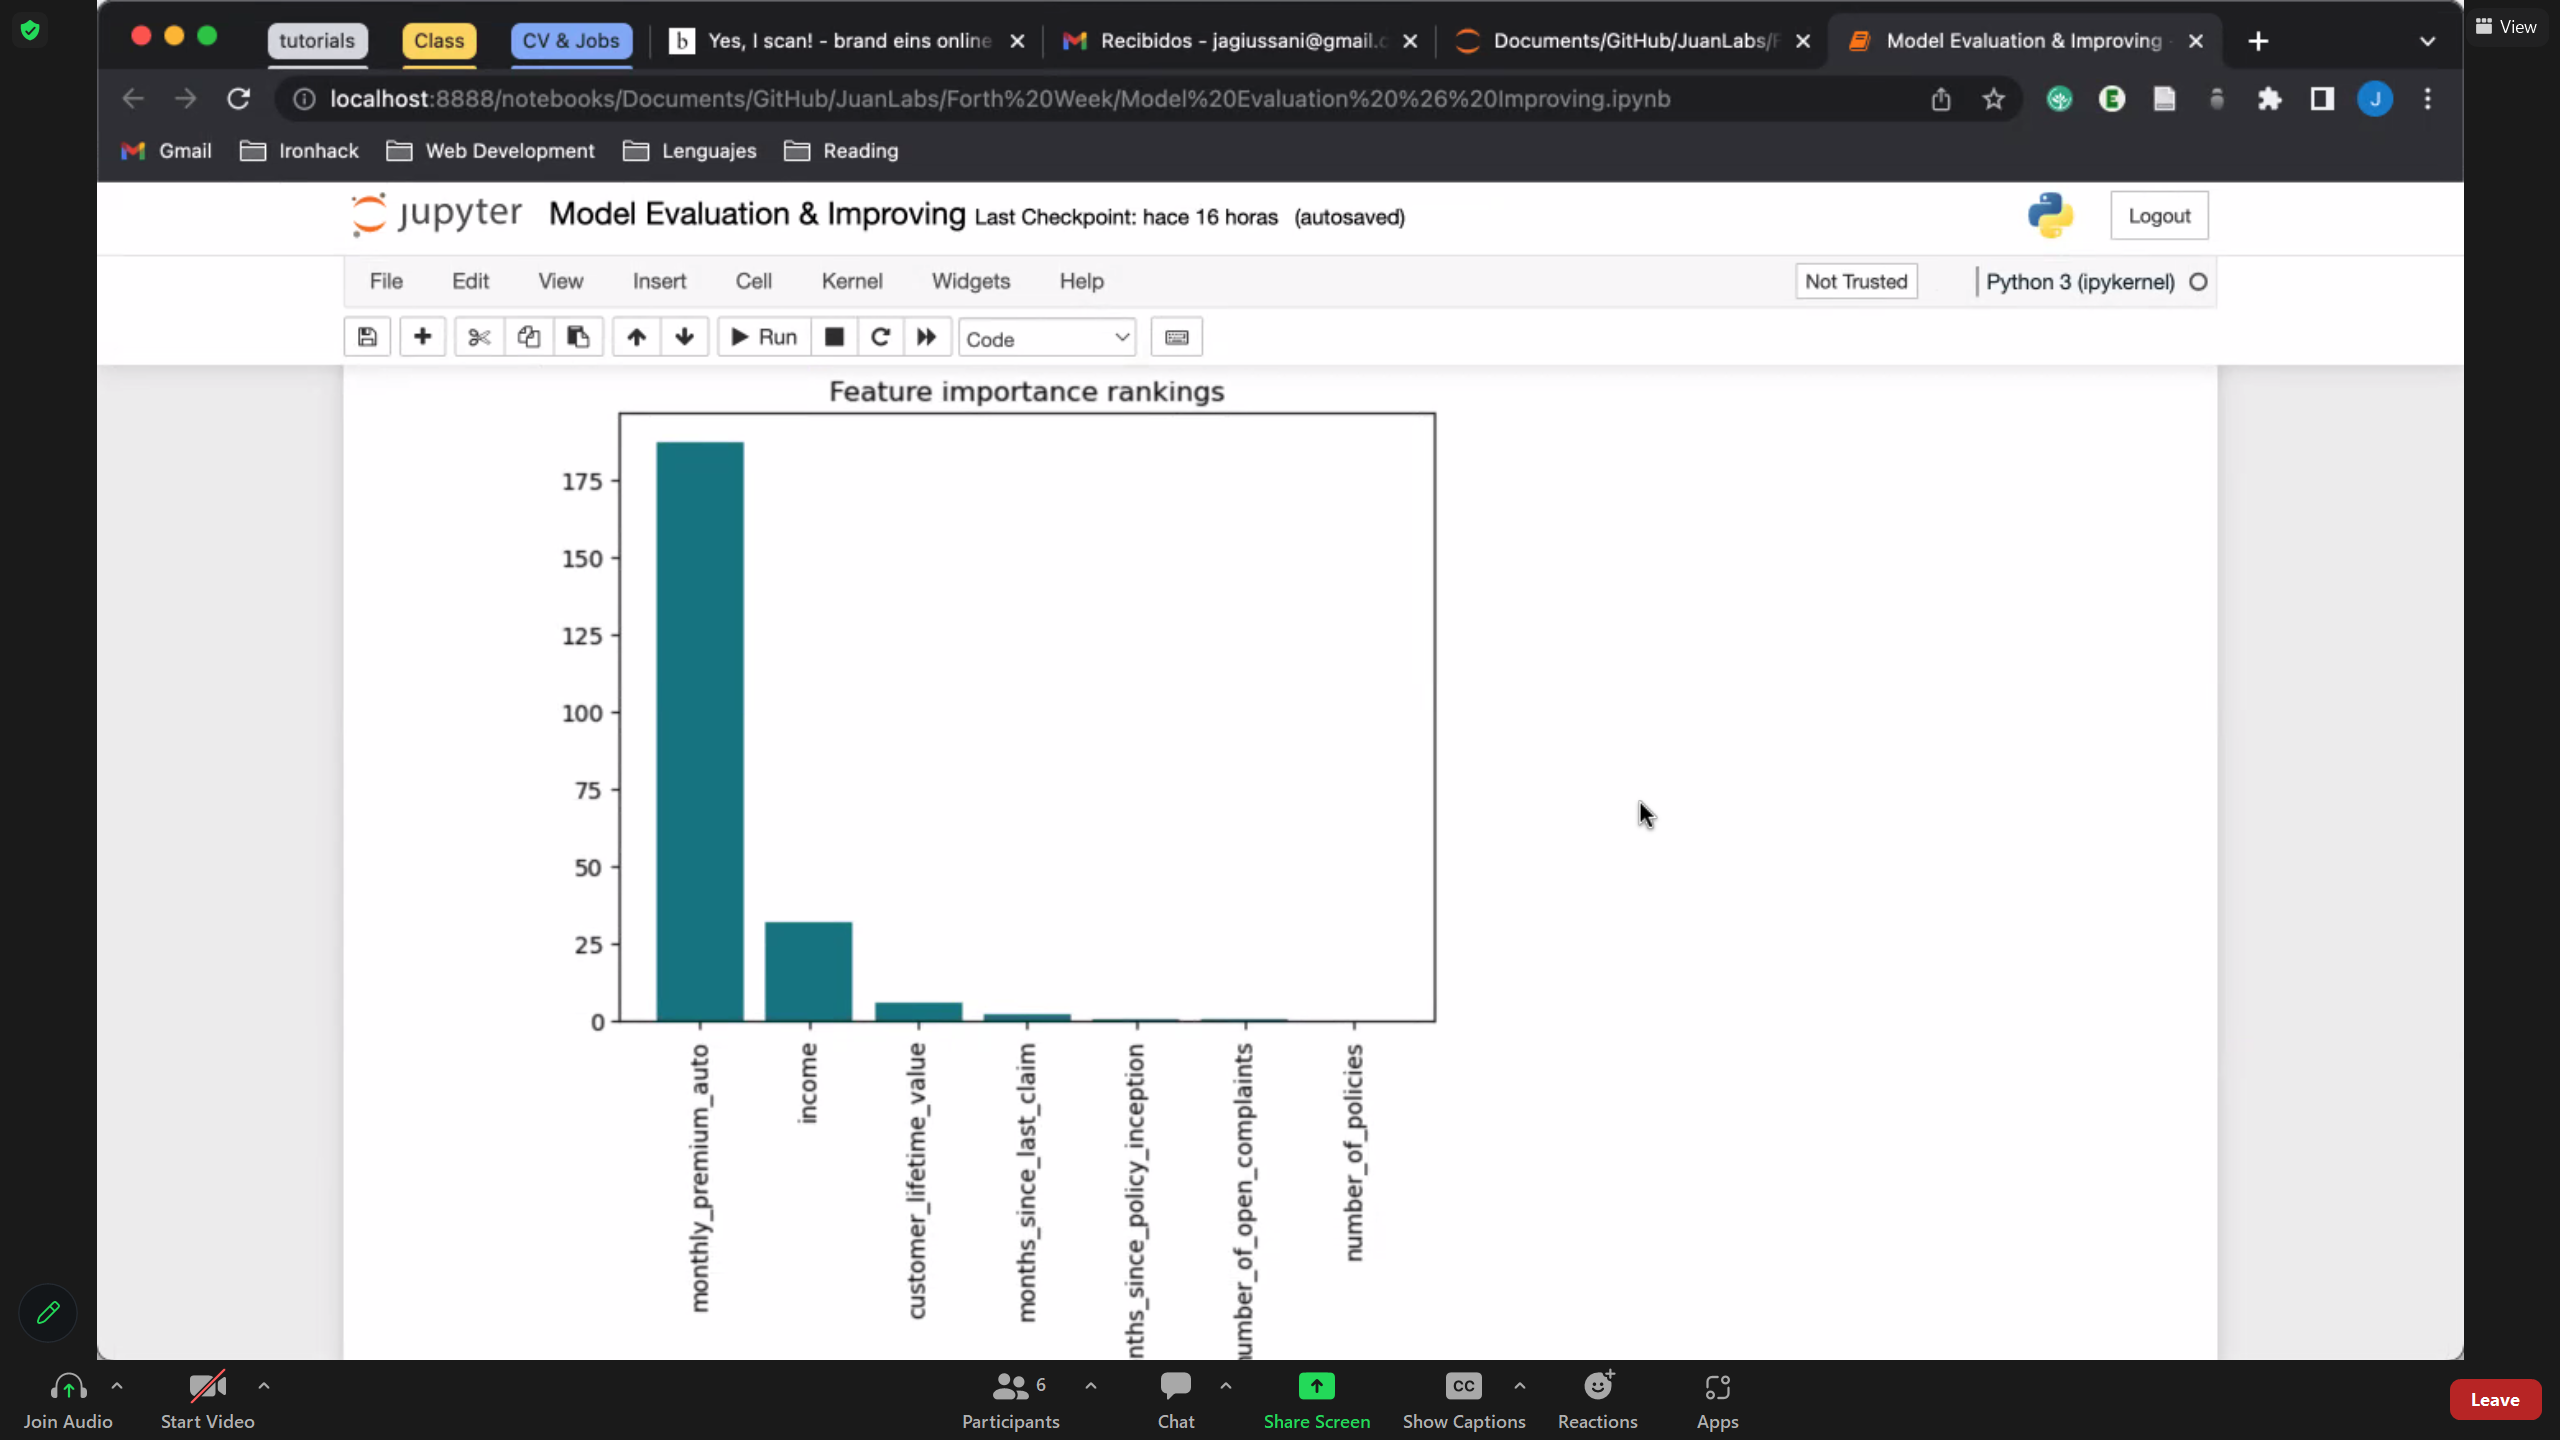 View
tutorials
Class
CV & Jobs
b
Yes, I scan! - brand eins online
Recibidos - jagiussani@gmail.c
Documents/GitHub/JuanLabs/F
Model Evaluation & Improving
localhost:8888/notebooks/Documents/GitHub/JuanLabs/Forth%20Week/Model%20Evaluation%20%26%20Improving.ipynb
E
J
Gmail
Ironhack
Web Development
Lenguajes
Reading
jupyter
Model Evaluation & Improving Last Checkpoint: hace 16 horas (autosaved)
Logout
File
Edit
View
Insert
Cell
Kernel
Widgets
Help
Not Trusted
Python 3 (ipykernel)
Run
Code
Feature importance rankings
175
150
125
100
75
50
25
0
monthly_premium_auto
income
customer_lifetime_value
months_since_last_claim
nths_since_policy_inception
number_of_open_complaints
number_of_policies
Join Audio
Start Video
6
Participants
Chat
Share Screen
CC
Show Captions
Reactions
Apps
Leave